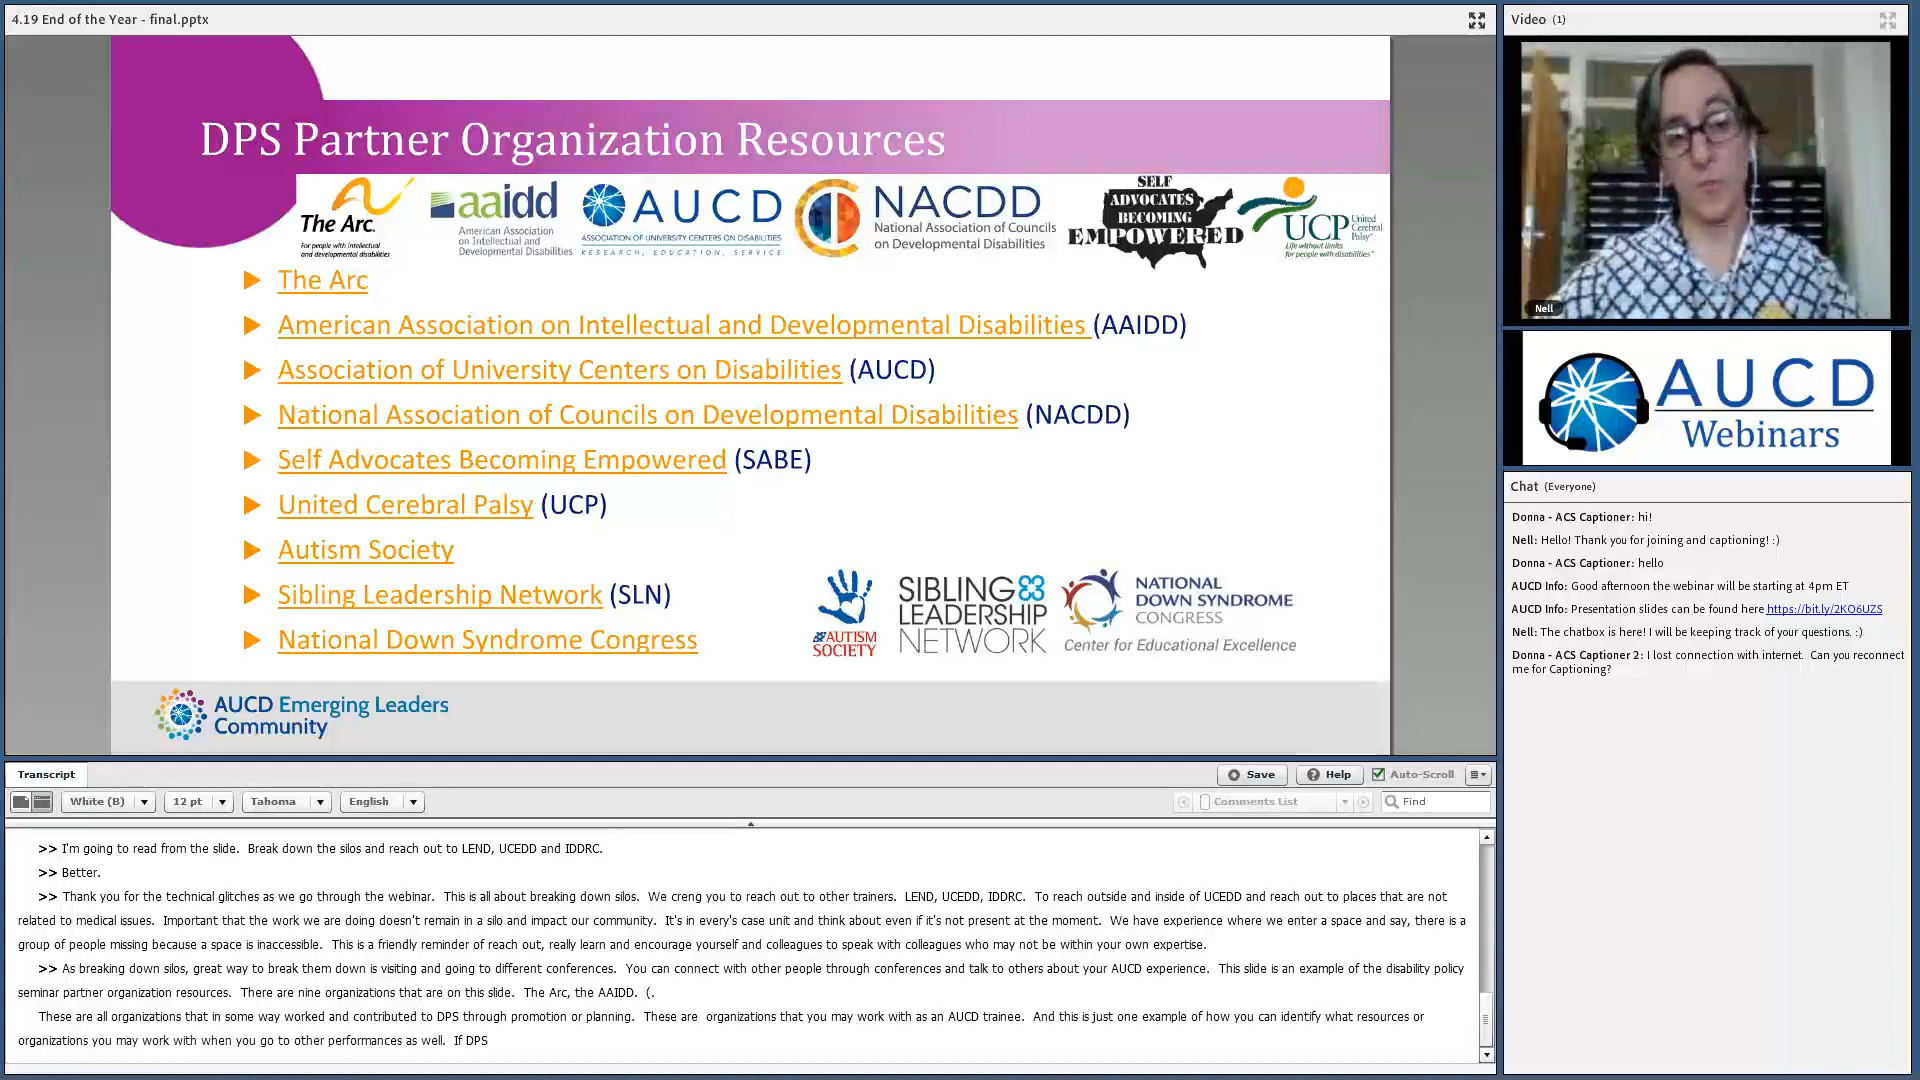 4.19 End of the Year - final.pptx
DPS Partner Organization Resources
The Arc.
For people with intellectual
and developmental disabilities
aaidd
American Association
on Intellectual and
Developmental Disabilities
AUCD
ASSOCIATION OF UNIVERSITY CENTERS ON DISABILITIES
RESEARCH, EDUCATION, SERVICE
NACDD
National Association of Councils
on Developmental Disabilities
SELF
ADVOCATES
BECOMING
EMPOWERED
UCP United
Cerebral
Palsy
Life without limits
for people with disabilities
The Arc
American Association on Intellectual and Developmental Disabilities (AAIDD)
Association of University Centers on Disabilities (AUCD)
National Association of Councils on Developmental Disabilities (NACDD)
Self Advocates Becoming Empowered (SABE)
United Cerebral Palsy (UCP)
Autism Society
Sibling Leadership Network (SLN)
National Down Syndrome Congress
AUTISM
SOCIETY
SIBLING
LEADERSHIP
NETWORK
NATIONAL
DOWN SYNDROME
CONGRESS
Center for Educational Excellence
AUCD Emerging Leaders
Community
Transcript
Save
Help
Auto-Scroll
White (B)
12 pt
Tahoma
English
Comments List
Find
>> I'm going to read from the slide. Break down the silos and reach out to LEND, UCEDD and IDDRC.
>> Better.
>> Thank you for the technical glitches as we go through the webinar. This is all about breaking down silos. We creng you to reach out to other trainers. LEND, UCEDD, IDDRC. To reach outside and inside of UCEDD and reach out to places that are not
related to medical issues. Important that the work we are doing doesn't remain in a silo and impact our community. It's in every's case unit and think about even if it's not present at the moment. We have experience where we enter a space and say, there is a
group of people missing because a space is inaccessible. This is a friendly reminder of reach out, really learn and encourage yourself and colleagues to speak with colleagues who may not be within your own expertise.
>> As breaking down silos, great way to break them down is visiting and going to different conferences. You can connect with other people through conferences and talk to others about your AUCD experience. This slide is an example of the disability policy
seminar partner organization resources. There are nine organizations that are on this slide. The Arc, the AAIDD. (.
These are all organizations that in some way worked and contributed to DPS through promotion or planning. These are organizations that you may work with as an AUCD trainee. And this is just one example of how you can identify what resources or
organizations you may work with when you go to other performances as well. If DPS
Video (1)
Nell
AUCD
Webinars
Chat (Everyone)
Donna - ACS Captioner: hi!
Nell: Hello! Thank you for joining and captioning! :)
Donna - ACS Captioner: hello
AUCD Info: Good afternoon the webinar will be starting at 4pm ET
AUCD Info: Presentation slides can be found here https://bit.ly/2KO6UZS
Nell: The chatbox is here! I will be keeping track of your questions. :)
Donna - ACS Captioner 2: I lost connection with internet. Can you reconnect
me for Captioning?